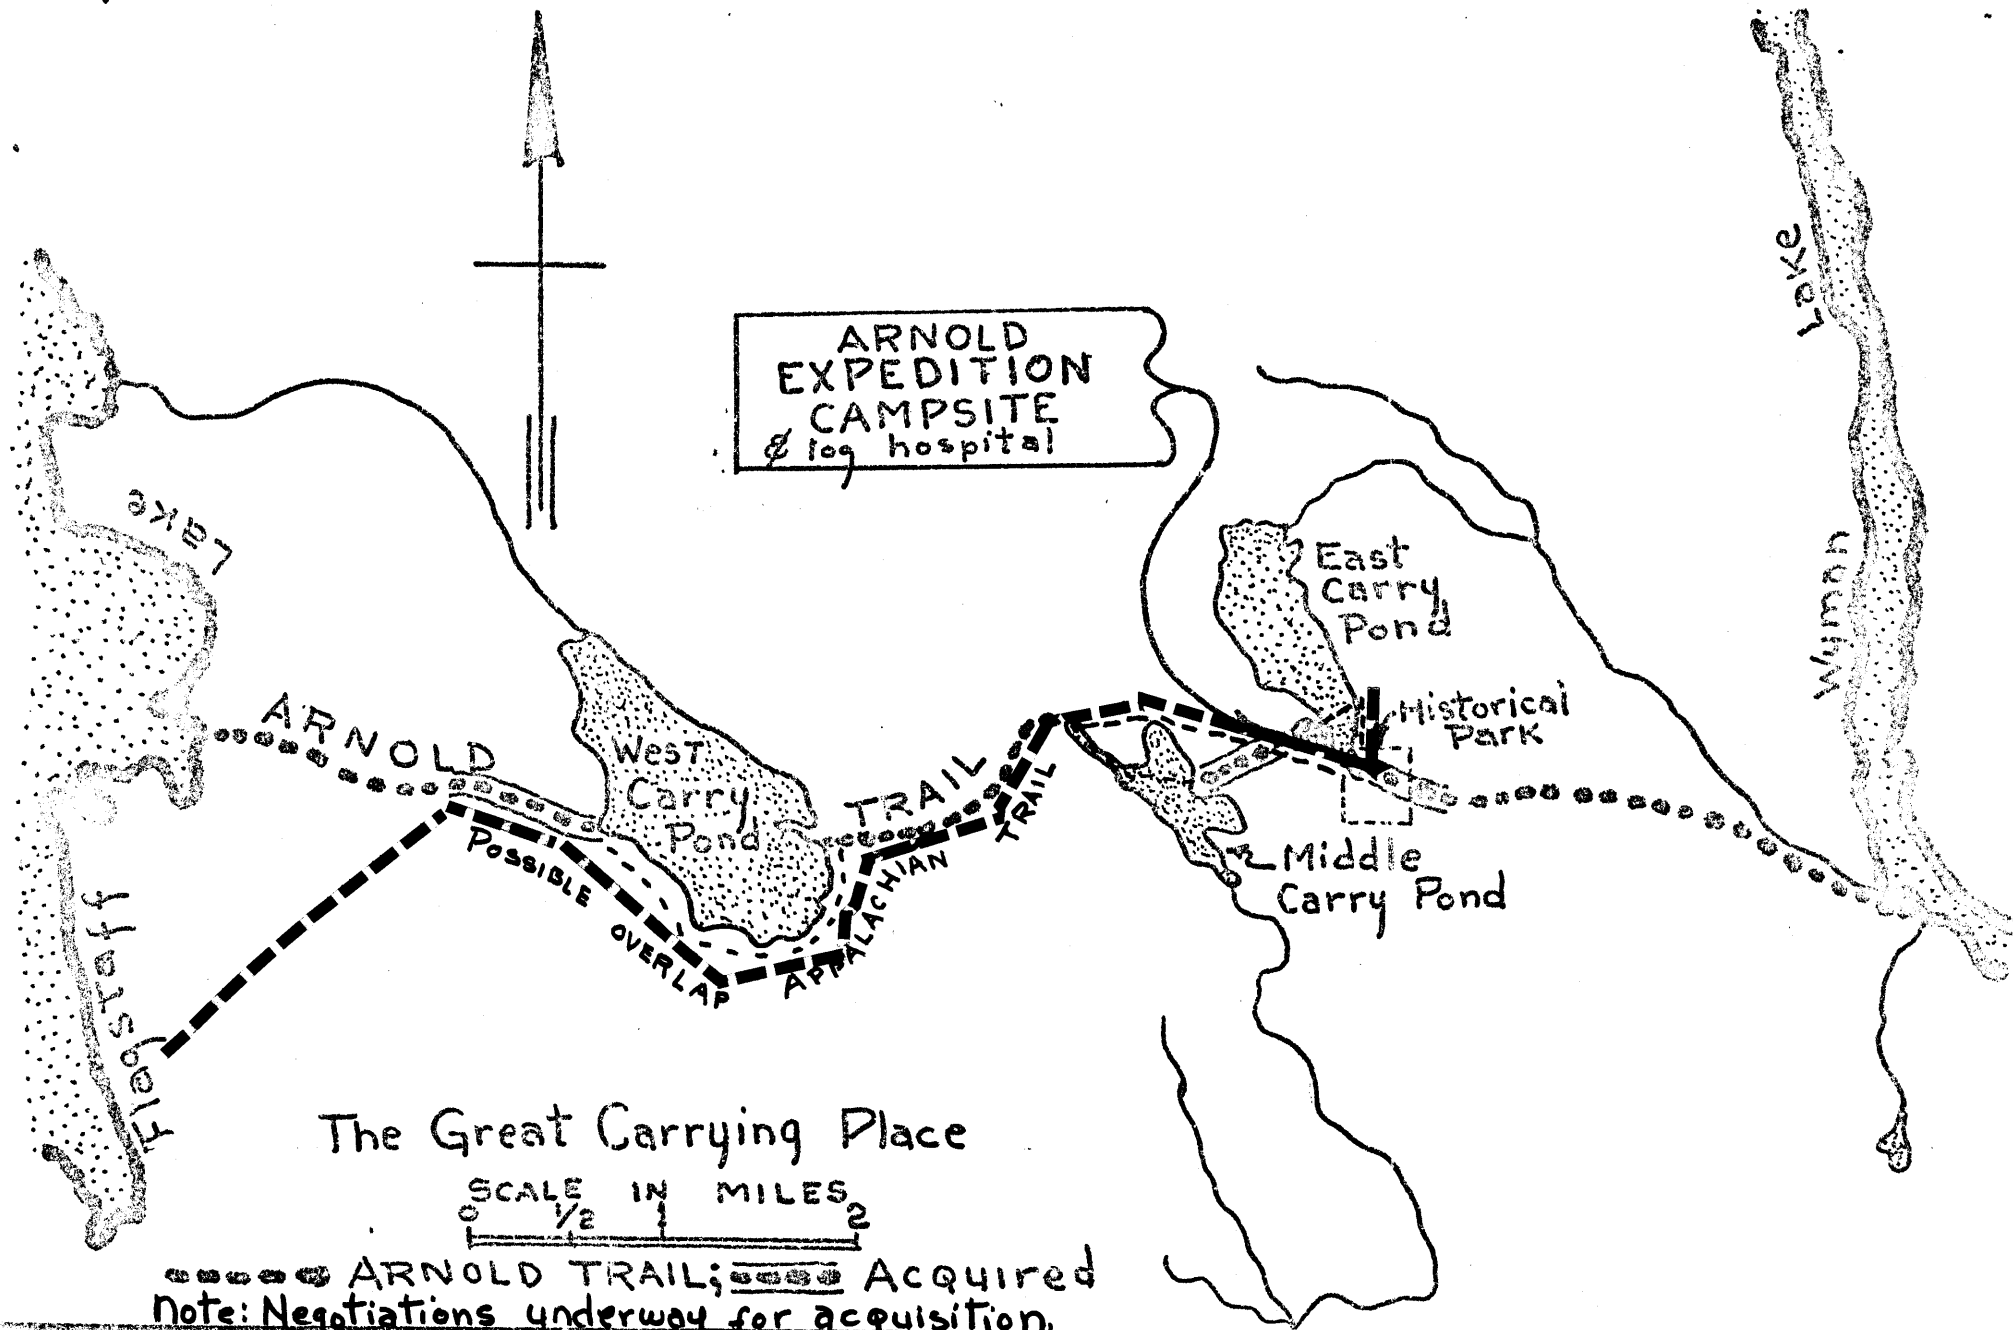 ARNOLD
EXPEDITION
CAMPSITE
& log hospital
Lake
Lake
East
Carry
Pond
Wyman
Historical
Park
ARNOLD
TRAIL
West
Carry
Pond
POSSIBLE OVERLAP APPALACHIAN TRAIL
Middle
Carry Pond
Flagstaff
The Great Carrying Place
SCALE IN MILES
0 1/2 1 2
ARNOLD TRAIL; Acquired
Note: Negotiations underway for acquisition.